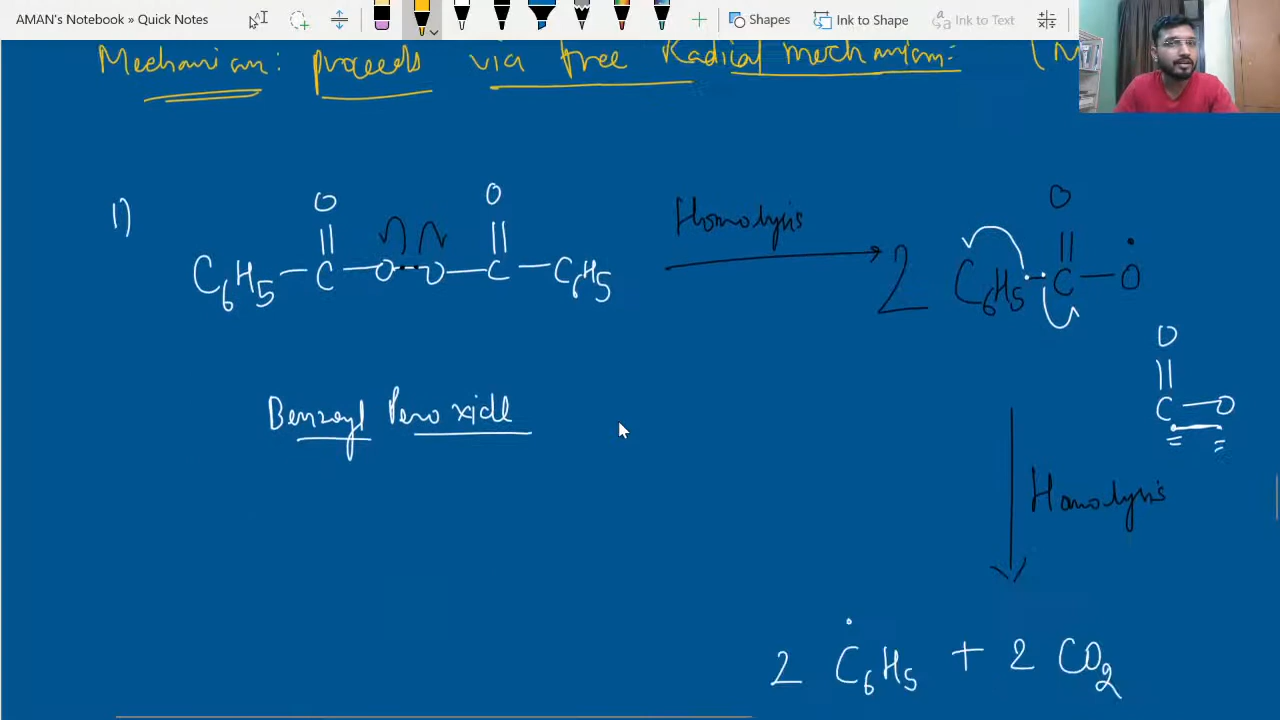 AMAN's Notebook » Quick Notes
Shapes
Ink to Shape
Ink to Text
Mechanism: proceeds via free Radical mechanism:
1)
O O
|| ||
C6H5 — C — O — O — C — C6H5
Homolysis
O
||
2 C6H5 — C — O
O
||
C — O
Benzoyl Peroxide
Homolysis
2 C6H5 + 2 CO2